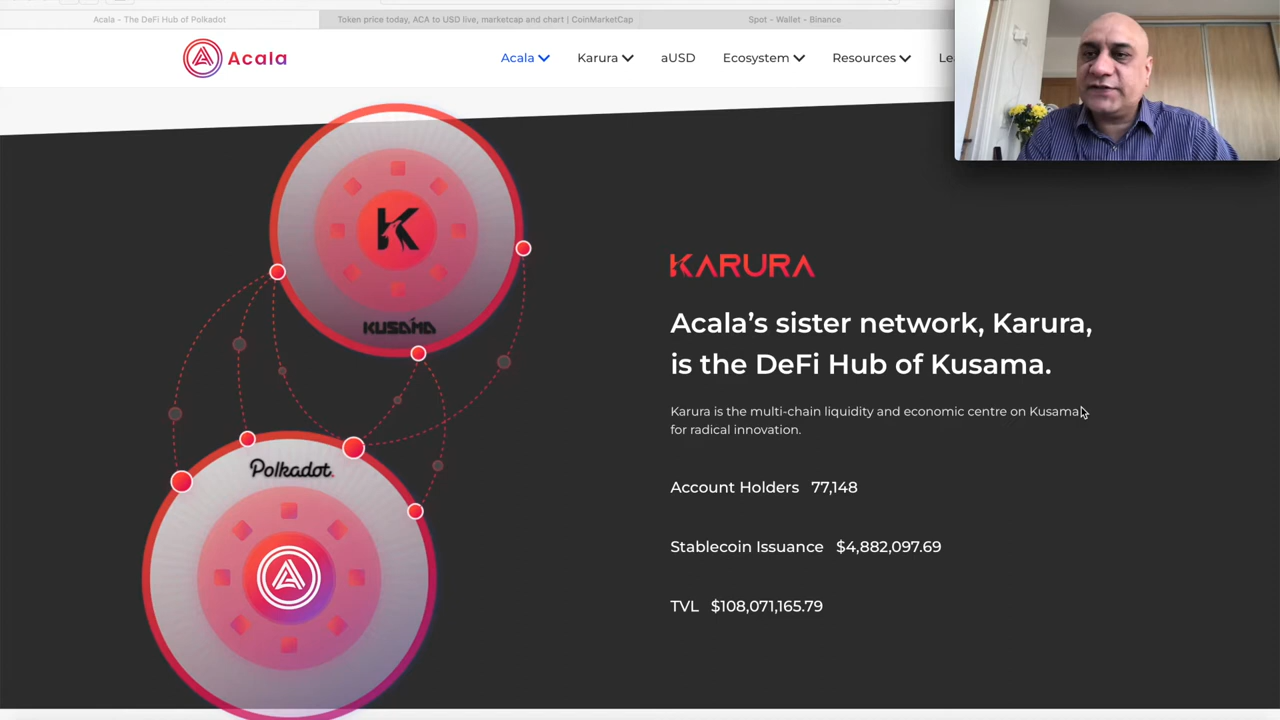 Acala - The DeFi Hub of Polkadot
Token price today, ACA to USD live, marketcap and chart | CoinMarketCap
Spot - Wallet - Binance
Acala
Acala
Karura
aUSD
Ecosystem
Resources
K
KUSAMA
Polkadot.
KARURA
Acala’s sister network, Karura,
is the DeFi Hub of Kusama.
Karura is the multi-chain liquidity and economic centre on Kusama
for radical innovation.
Account Holders 77,148
Stablecoin Issuance $4,882,097.69
TVL $108,071,165.79